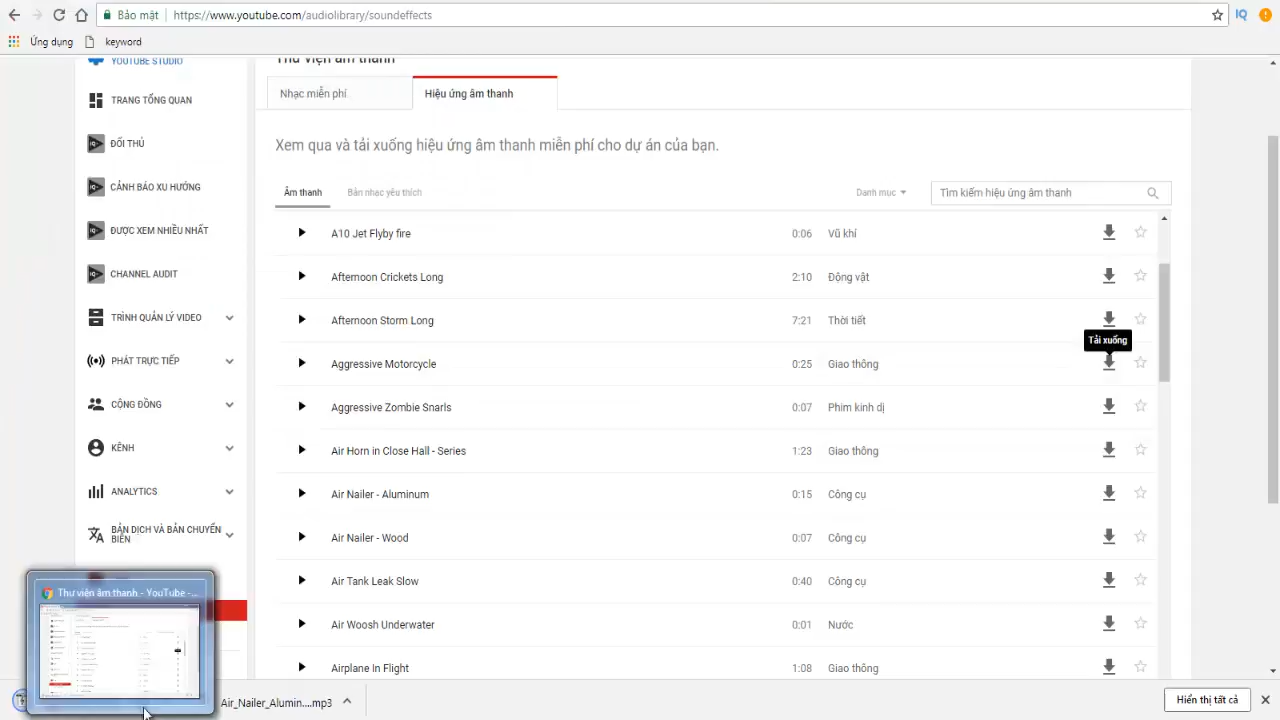 Bảo mật https://www.youtube.com/audiolibrary/soundeffects
Ứng dụng keyword
YOUTUBE STUDIO
TRANG TỔNG QUAN
ĐỐI THỦ
CẢNH BÁO XU HƯỚNG
ĐƯỢC XEM NHIỀU NHẤT
CHANNEL AUDIT
TRÌNH QUẢN LÝ VIDEO
PHÁT TRỰC TIẾP
CỘNG ĐỒNG
KÊNH
ANALYTICS
BẢN DỊCH VÀ BẢN CHUYỂN
BIÊN
Thư viện âm thanh
Nhạc miễn phí Hiệu ứng âm thanh
Xem qua và tải xuống hiệu ứng âm thanh miễn phí cho dự án của bạn.
Âm thanh Bản nhạc yêu thích Danh mục Tìm kiếm hiệu ứng âm thanh
A10 Jet Flyby fire 0:06 Vũ khí
Afternoon Crickets Long 2:10 Động vật
Afternoon Storm Long 7:21 Thời tiết
Tải xuống
Aggressive Motorcycle 0:25 Giao thông
Aggressive Zombie Snarls 0:07 Phim kinh dị
Air Horn in Close Hall - Series 1:23 Giao thông
Air Nailer - Aluminum 0:15 Công cụ
Air Nailer - Wood 0:07 Công cụ
Air Tank Leak Slow 0:40 Công cụ
Underwater 0:01 Nước
Airplane In Flight 1:38 Giao thông
Thư viện âm thanh - YouTube -...
Air_Nailer_Alumin....mp3
Hiển thị tất cả